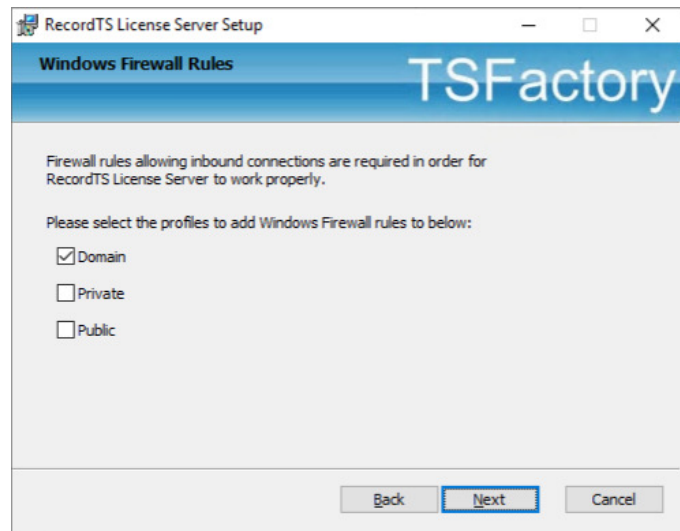 RecordTS License Server Setup
Windows Firewall Rules
TSFactory
Firewall rules allowing inbound connections are required in order for
RecordTS License Server to work properly.
Please select the profiles to add Windows Firewall rules to below:
Domain
Private
Public
Back Next Cancel